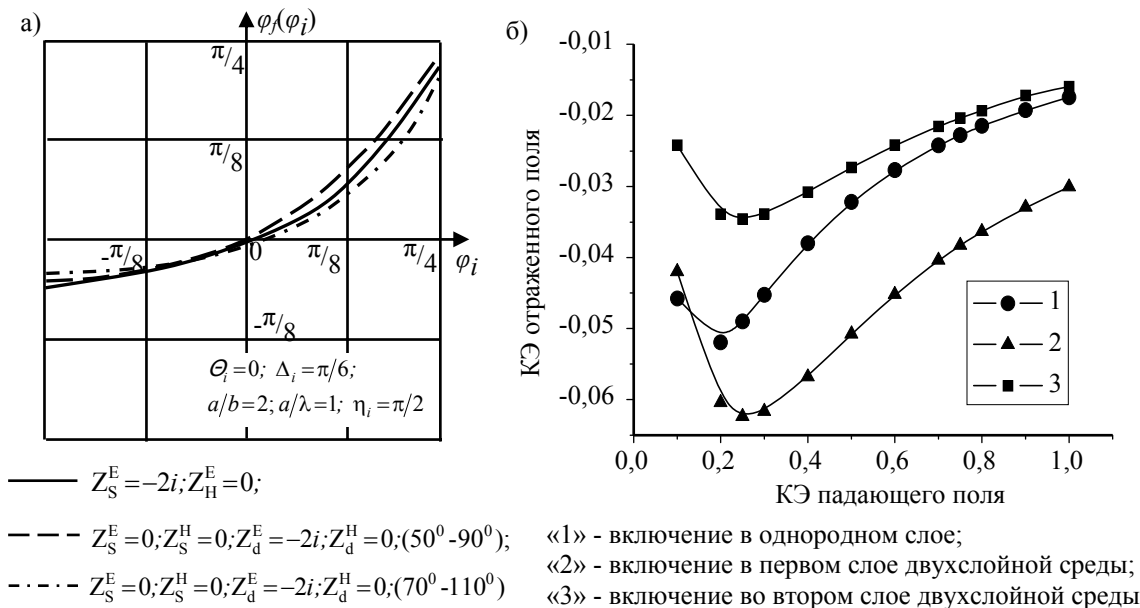 а)
φf(φi)
π/4
π/8
-π/8
0
π/8
π/4
φi
-π/8
Θi=0; Δi=π/6;
a/b=2; a/λ=1; ηi=π/2
Z_S^E=−2i;Z_H^E=0;
Z_S^E=0;Z_S^H=0;Z_d^E=−2i;Z_d^H=0;(50⁰-90⁰);
Z_S^E=0;Z_S^H=0;Z_d^E=−2i;Z_d^H=0;(70⁰-110⁰)
б)
КЭ отраженного поля
-0,01
-0,02
-0,03
-0,04
-0,05
-0,06
1
2
3
0,0 0,2 0,4 0,6 0,8 1,0
КЭ падающего поля
«1» - включение в однородном слое;
«2» - включение в первом слое двухслойной среды;
«3» - включение во втором слое двухслойной среды